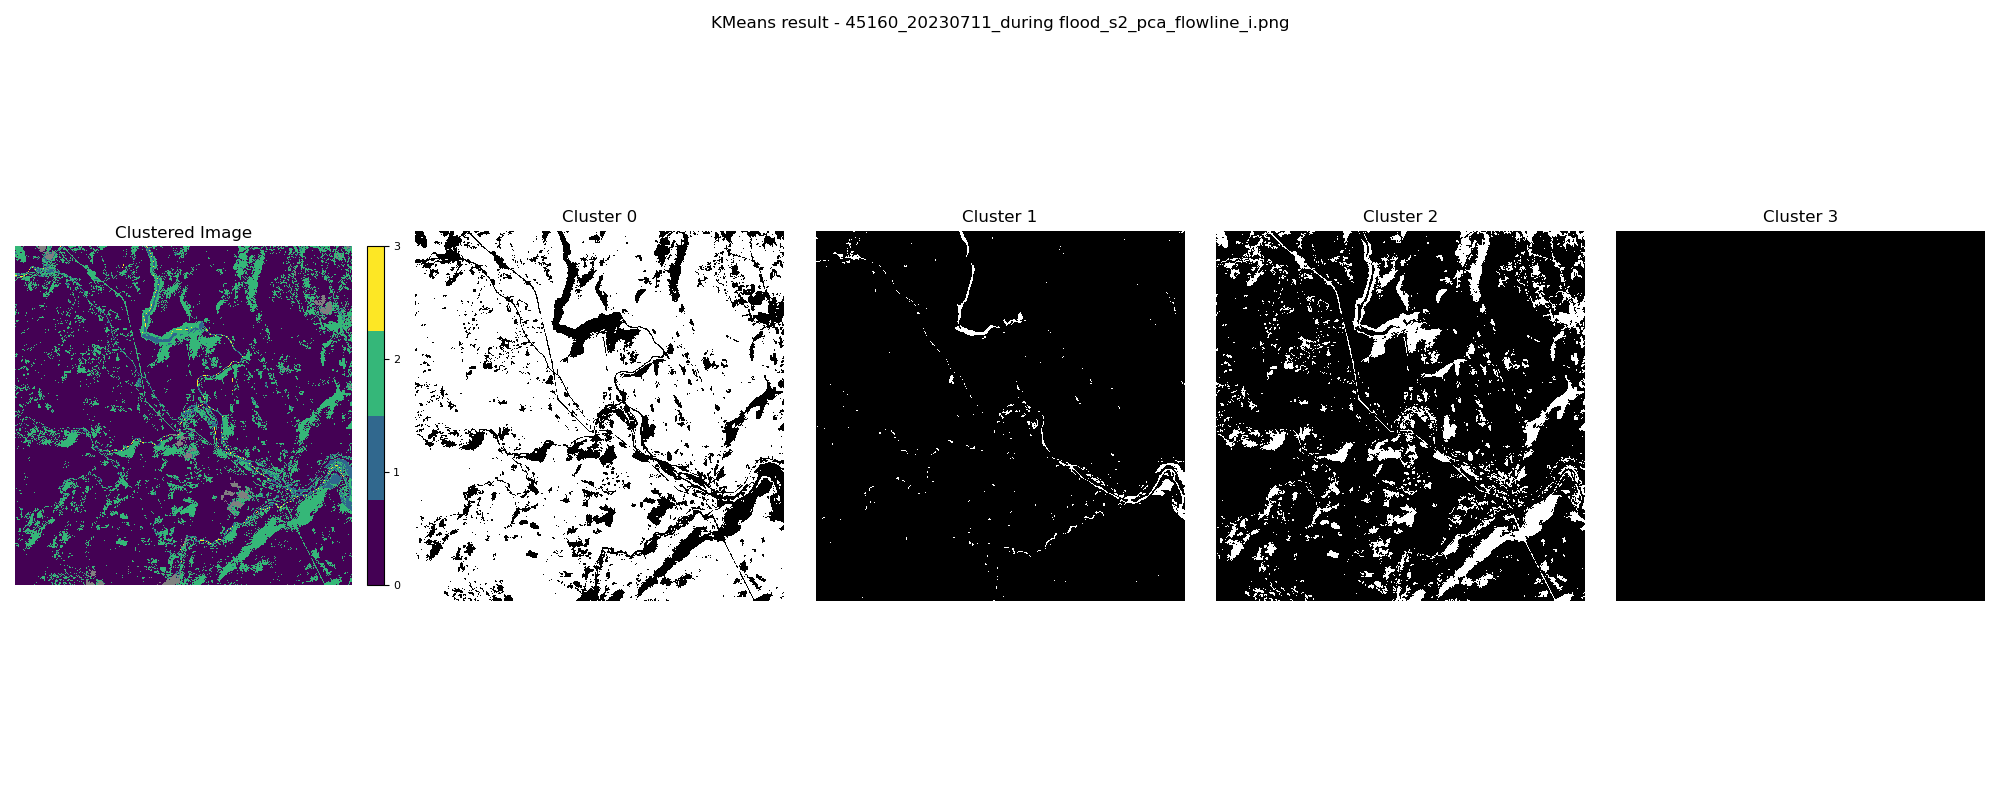 KMeans result - 45160_20230711_during flood_s2_pca_flowline_i.png
Clustered Image
Cluster 0
Cluster 1
Cluster 2
Cluster 3
3
2
1
0